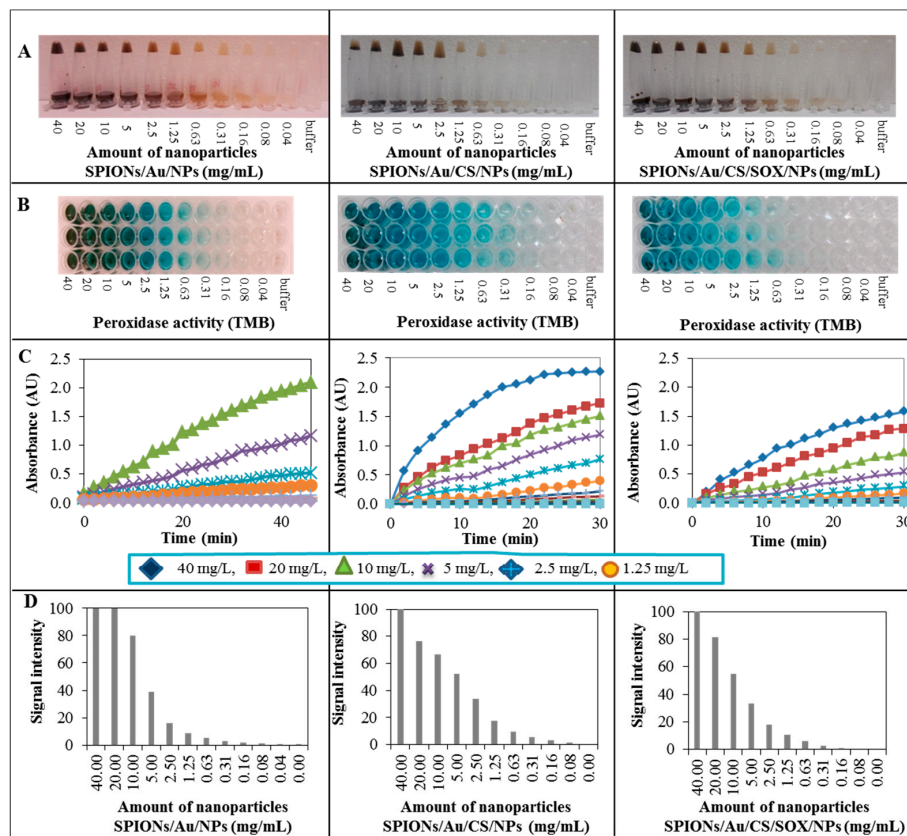 A
40 20 10 5 2.5 1.25 0.63 0.31 0.16 0.08 0.04 buffer
Amount of nanoparticles
SPIONs/Au/NPs (mg/mL)
40 20 10 5 2.5 1.25 0.63 0.31 0.16 0.08 0.04 buffer
Amount of nanoparticles
SPIONs/Au/CS/NPs (mg/mL)
40 20 10 5 2.5 1.25 0.63 0.31 0.16 0.08 0.04 buffer
Amount of nanoparticles
SPIONs/Au/CS/SOX/NPs (mg/mL)
B
40 20 10 5 2.5 1.25 0.63 0.31 0.16 0.08 0.04 buffer
Peroxidase activity (TMB)
40 20 10 5 2.5 1.25 0.63 0.31 0.16 0.08 0.04 buffer
Peroxidase activity (TMB)
40 20 10 5 2.5 1.25 0.63 0.31 0.16 0.08 0.04 buffer
Peroxidase activity (TMB)
C
Absorbance (AU)
2.5
2.0
1.5
1.0
0.5
0.0
0 20 40
Time (min)
Absorbance (AU)
2.5
2.0
1.5
1.0
0.5
0.0
0 10 20 30
Time (min)
Absorbance (AU)
2.5
2.0
1.5
1.0
0.5
0.0
0 10 20 30
Time (min)
40 mg/L, 20 mg/L, 10 mg/L, 5 mg/L, 2.5 mg/L, 1.25 mg/L
D
Signal intensity
100
80
60
40
20
0
40.00 20.00 10.00 5.00 2.50 1.25 0.63 0.31 0.16 0.08 0.04 0.00
Amount of nanoparticles
SPIONs/Au/NPs (mg/mL)
Signal intensity
100
80
60
40
20
0
40.00 20.00 10.00 5.00 2.50 1.25 0.63 0.31 0.16 0.08 0.00
Amount of nanoparticles
SPIONs/Au/CS/NPs (mg/mL)
Signal intensity
100
80
60
40
20
0
40.00 20.00 10.00 5.00 2.50 1.25 0.63 0.31 0.16 0.08 0.00
Amount of nanoparticles
SPIONs/Au/CS/SOX/NPs (mg/mL)